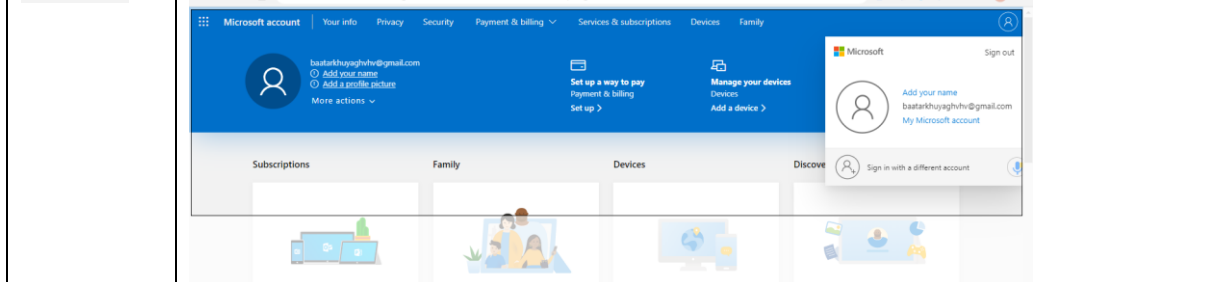 Microsoft account Your info Privacy Security Payment & billing Services & subscriptions Devices Family
baatarkhuyaghvhv@gmail.com
Add your name
Add a profile picture
More actions
Set up a way to pay
Payment & billing
Set up >
Manage your devices
Devices
Add a device >
Microsoft Sign out
Add your name
baatarkhuyaghvhv@gmail.com
My Microsoft account
Sign in with a different account
Subscriptions Family Devices Discove